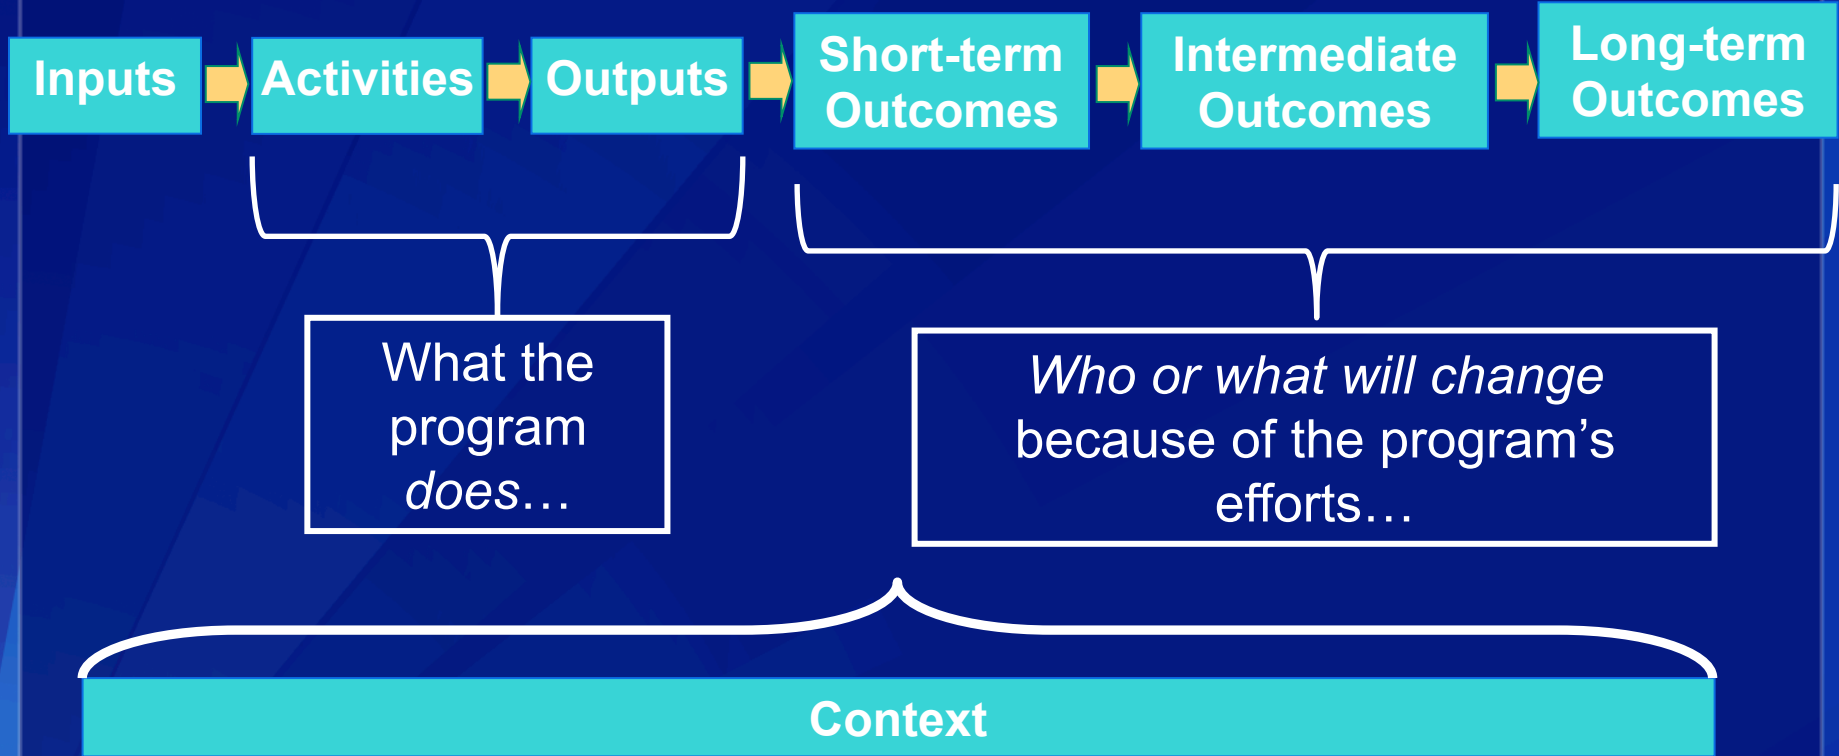 Inputs
Activities
Outputs
Short-term
Outcomes
Intermediate
Outcomes
Long-term
Outcomes
What the
program
does…
Who or what will change
because of the program’s
efforts…
Context